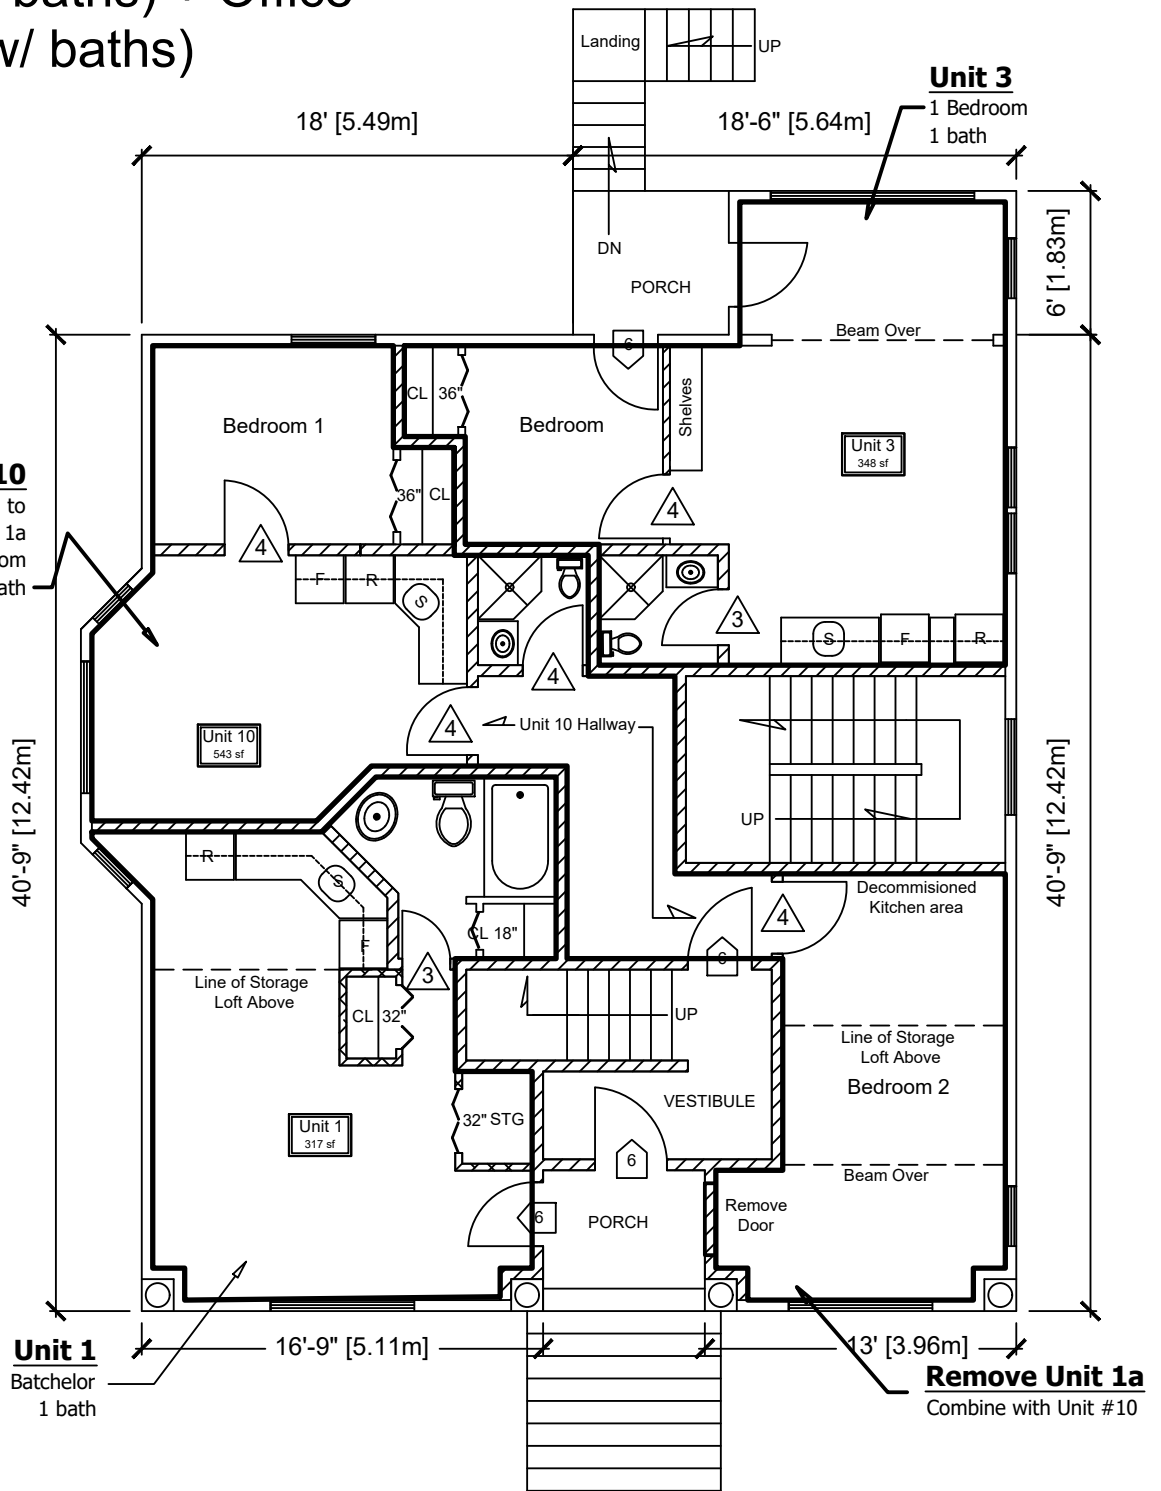 baths) + Office
w/ baths)
Landing
UP
Unit 3
1 Bedroom
1 bath
18' [5.49m]
18'-6" [5.64m]
6' [1.83m]
DN
PORCH
Beam Over
6
CL
36"
Bedroom 1
Bedroom
Shelves
Unit 3
348 sf
10
to
1a
om
ath
36"
CL
4
4
F
R
S
3
S
F
R
4
4
Unit 10 Hallway
Unit 10
543 sf
40'-9" [12.42m]
40'-9" [12.42m]
UP
R
S
F
Decommisioned
Kitchen area
4
CL 18"
6
3
Line of Storage
Loft Above
CL
32"
UP
Line of Storage
Loft Above
Bedroom 2
VESTIBULE
32" STG
Unit 1
317 sf
6
Beam Over
6
PORCH
Remove
Door
Unit 1
Batchelor
1 bath
16'-9" [5.11m]
13' [3.96m]
Remove Unit 1a
Combine with Unit #10